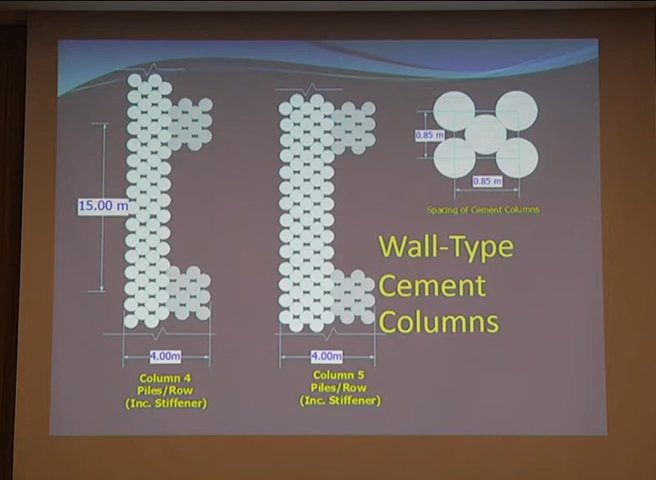 15.00 m
4.00m
Column 4
Piles/Row
(Inc. Stiffener)
4.00m
Column 5
Piles/Row
(Inc. Stiffener)
0.85 m
0.85 m
Spacing of Cement Columns
Wall-Type
Cement
Columns